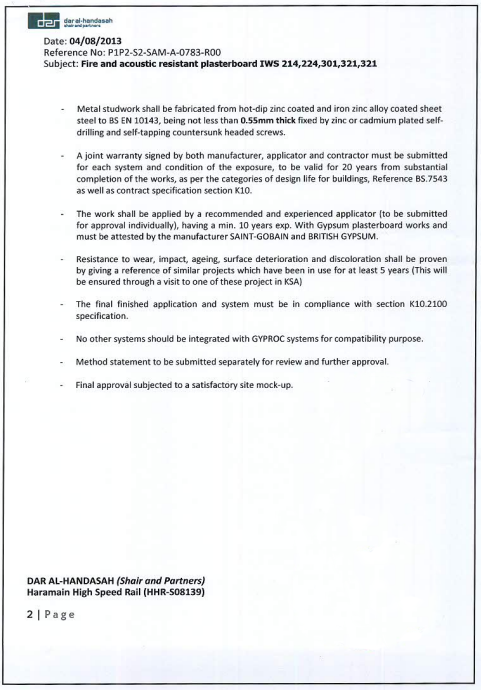 dar
dar al-handasah
shair and partners
Date: 04/08/2013
Reference No: P1P2-S2-SAM-A-0783-R00
Subject: Fire and acoustic resistant plasterboard IWS 214,224,301,321,321
- Metal studwork shall be fabricated from hot-dip zinc coated and iron zinc alloy coated sheet
steel to BS EN 10143, being not less than 0.55mm thick fixed by zinc or cadmium plated self-
drilling and self-tapping countersunk headed screws.
- A joint warranty signed by both manufacturer, applicator and contractor must be submitted
for each system and condition of the exposure, to be valid for 20 years from substantial
completion of the works, as per the categories of design life for buildings, Reference BS.7543
as well as contract specification section K10.
- The work shall be applied by a recommended and experienced applicator (to be submitted
for approval individually), having a min. 10 years exp. With Gypsum plasterboard works and
must be attested by the manufacturer SAINT-GOBAIN and BRITISH GYPSUM.
- Resistance to wear, impact, ageing, surface deterioration and discoloration shall be proven
by giving a reference of similar projects which have been in use for at least 5 years (This will
be ensured through a visit to one of these project in KSA)
- The final finished application and system must be in compliance with section K10.2100
specification.
- No other systems should be integrated with GYPROC systems for compatibility purpose.
- Method statement to be submitted separately for review and further approval.
- Final approval subjected to a satisfactory site mock-up.
DAR AL-HANDASAH (Shair and Partners)
Haramain High Speed Rail (HHR-S08139)
2 | Page